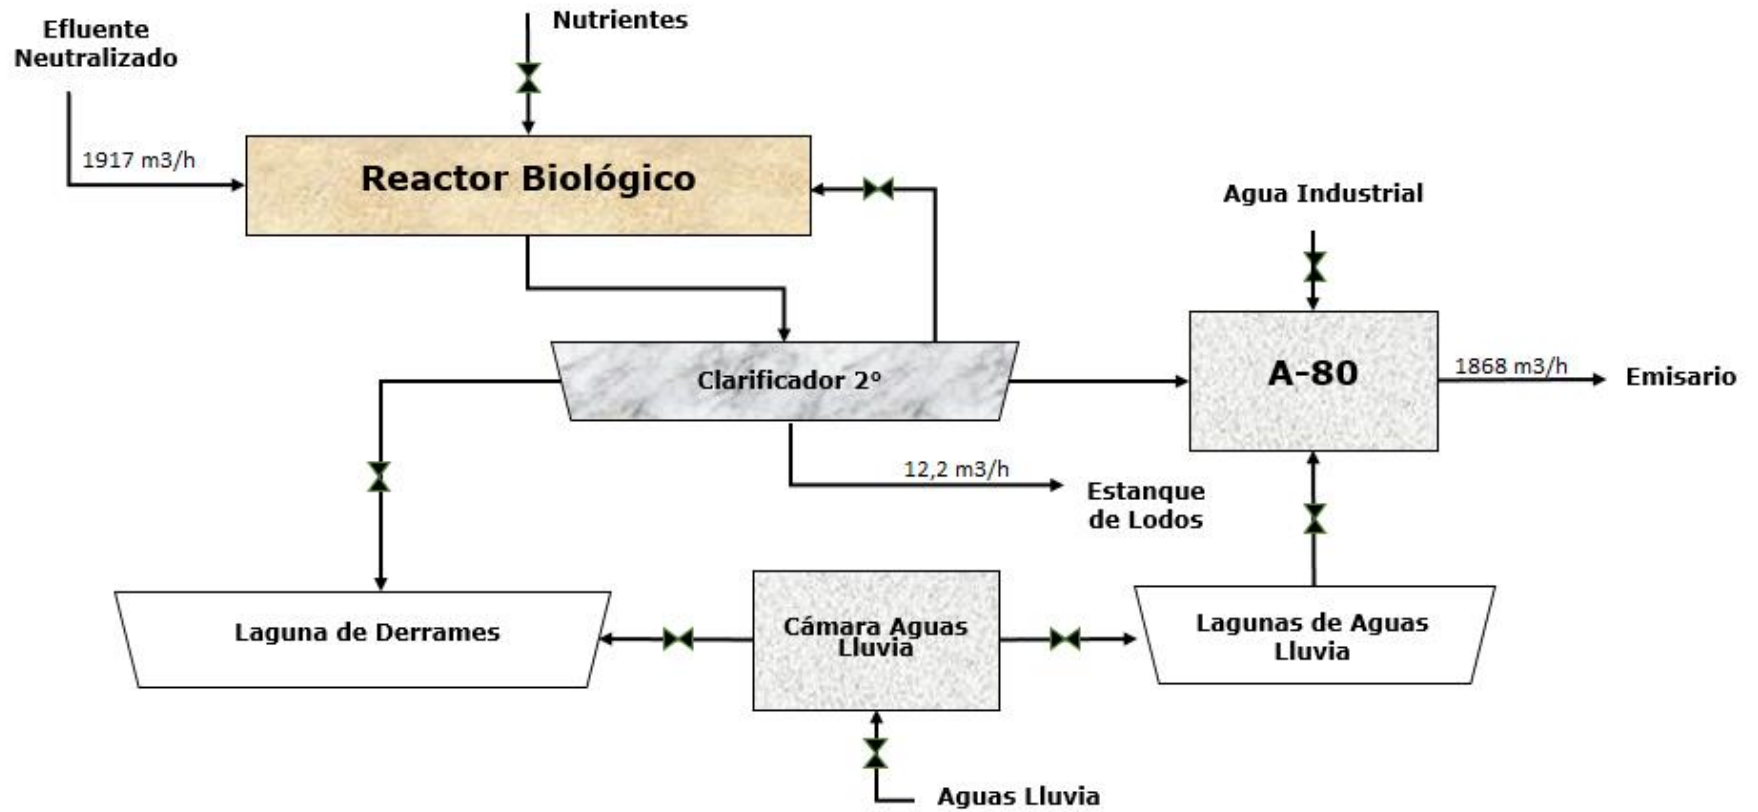 Efluente
Neutralizado
Nutrientes
1917 m3/h
Reactor Biológico
Agua Industrial
Clarificador 2º
A-80
1868 m3/h
Emisario
12,2 m3/h
Estanque
de Lodos
Laguna de Derrames
Cámara Aguas
Lluvia
Lagunas de Aguas
Lluvia
Aguas Lluvia